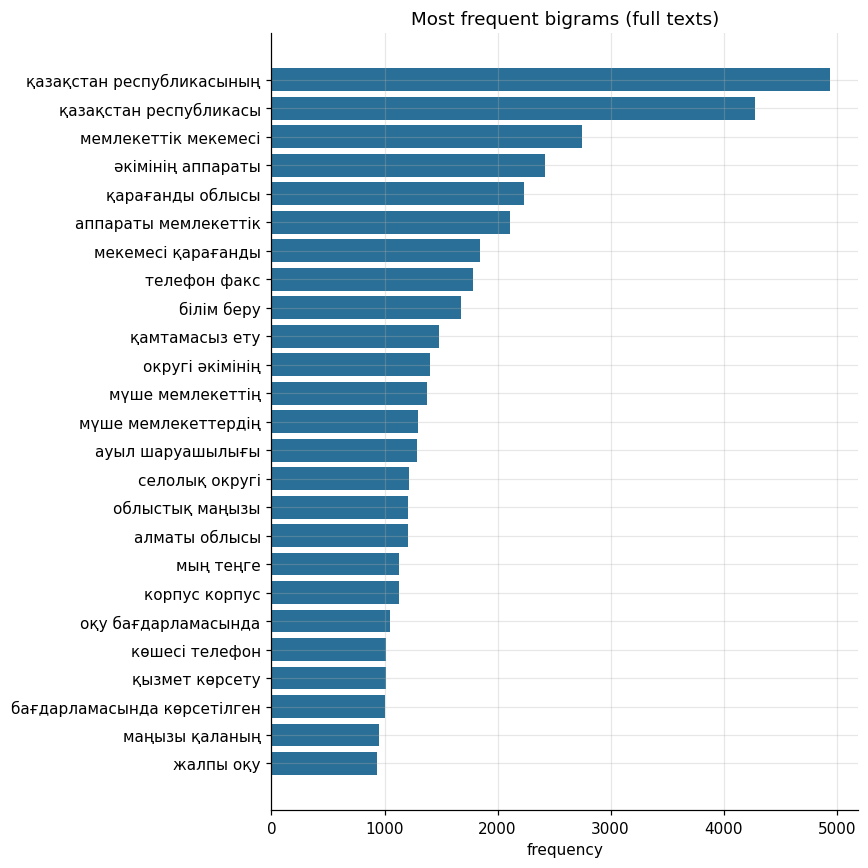 Most frequent bigrams (full texts)
қазақстан республикасының
қазақстан республикасы
мемлекеттік мекемесі
әкімінің аппараты
қарағанды облысы
аппараты мемлекеттік
мекемесі қарағанды
телефон факс
білім беру
қамтамасыз ету
округі әкімінің
мүше мемлекеттің
мүше мемлекеттердің
ауыл шаруашылығы
селолық округі
облыстық маңызы
алматы облысы
мың теңге
корпус корпус
оқу бағдарламасында
көшесі телефон
қызмет көрсету
бағдарламасында көрсетілген
маңызы қаланың
жалпы оқу
0 1000 2000 3000 4000 5000
frequency